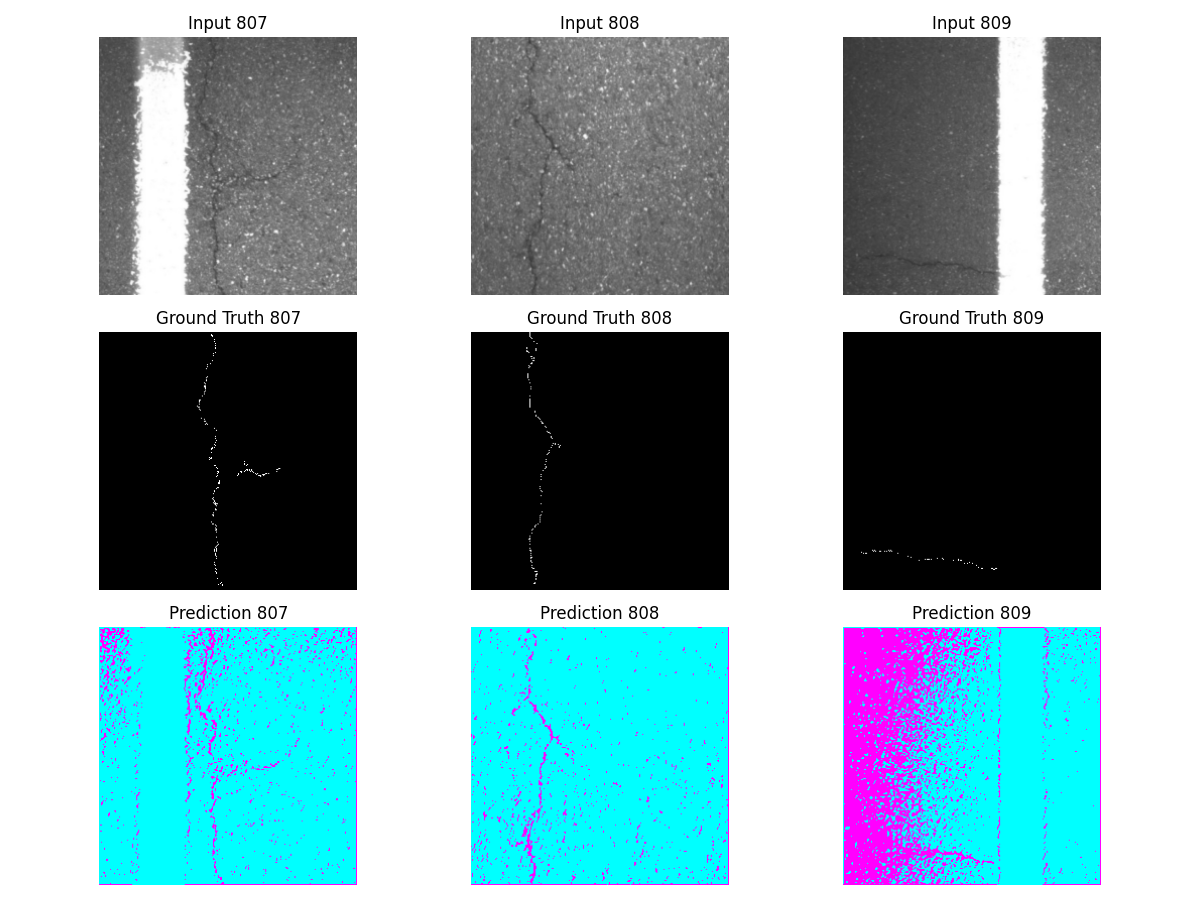 Input 807
Input 808
Input 809
Ground Truth 807
Ground Truth 808
Ground Truth 809
Prediction 807
Prediction 808
Prediction 809